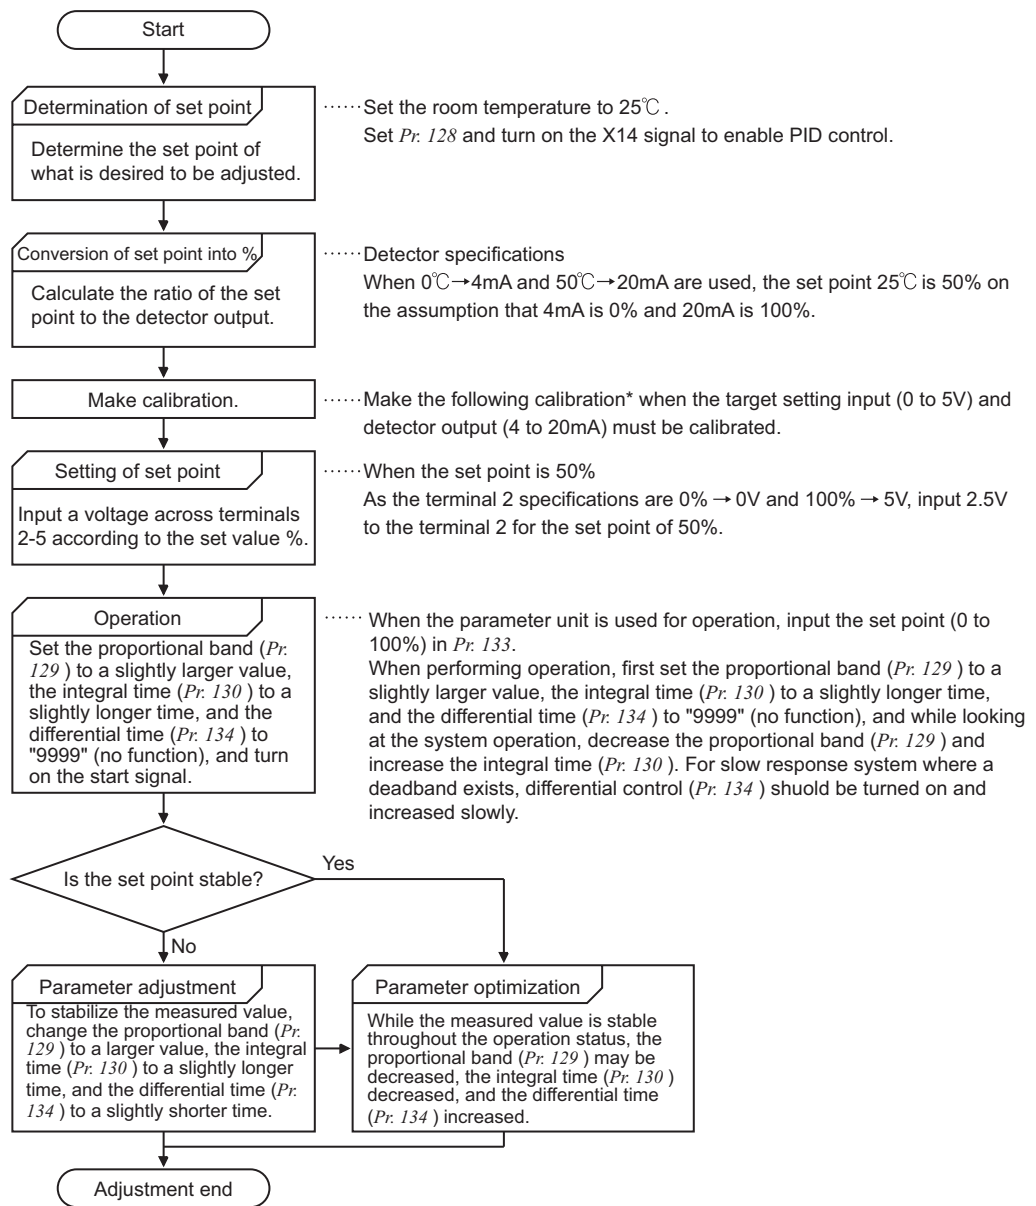 Start
Determination of set point
Determine the set point of
what is desired to be adjusted.
······Set the room temperature to 25℃ .
Set Pr. 128 and turn on the X14 signal to enable PID control.
Conversion of set point into %
Calculate the ratio of the set
point to the detector output.
······Detector specifications
When 0℃→4mA and 50℃→20mA are used, the set point 25℃ is 50% on
the assumption that 4mA is 0% and 20mA is 100%.
Make calibration.
······Make the following calibration* when the target setting input (0 to 5V) and
detector output (4 to 20mA) must be calibrated.
Setting of set point
Input a voltage across terminals
2-5 according to the set value %.
······When the set point is 50%
As the terminal 2 specifications are 0% → 0V and 100% → 5V, input 2.5V
to the terminal 2 for the set point of 50%.
Operation
Set the proportional band (Pr.
129 ) to a slightly larger value,
the integral time (Pr. 130 ) to a
slightly longer time, and the
differential time (Pr. 134 ) to
"9999" (no function), and turn
on the start signal.
······ When the parameter unit is used for operation, input the set point (0 to
100%) in Pr. 133.
When performing operation, first set the proportional band (Pr. 129 ) to a
slightly larger value, the integral time (Pr. 130 ) to a slightly longer time,
and the differential time (Pr. 134 ) to "9999" (no function), and while looking
at the system operation, decrease the proportional band (Pr. 129 ) and
increase the integral time (Pr. 130 ). For slow response system where a
deadband exists, differential control (Pr. 134 ) shuold be turned on and
increased slowly.
Is the set point stable?
Yes
No
Parameter adjustment
To stabilize the measured value,
change the proportional band (Pr.
129 ) to a larger value, the integral
time (Pr. 130 ) to a slightly longer
time, and the differential time (Pr.
134 ) to a slightly shorter time.
Parameter optimization
While the measured value is stable
throughout the operation status, the
proportional band (Pr. 129 ) may be
decreased, the integral time (Pr. 130 )
decreased, and the differential time
(Pr. 134 ) increased.
Adjustment end